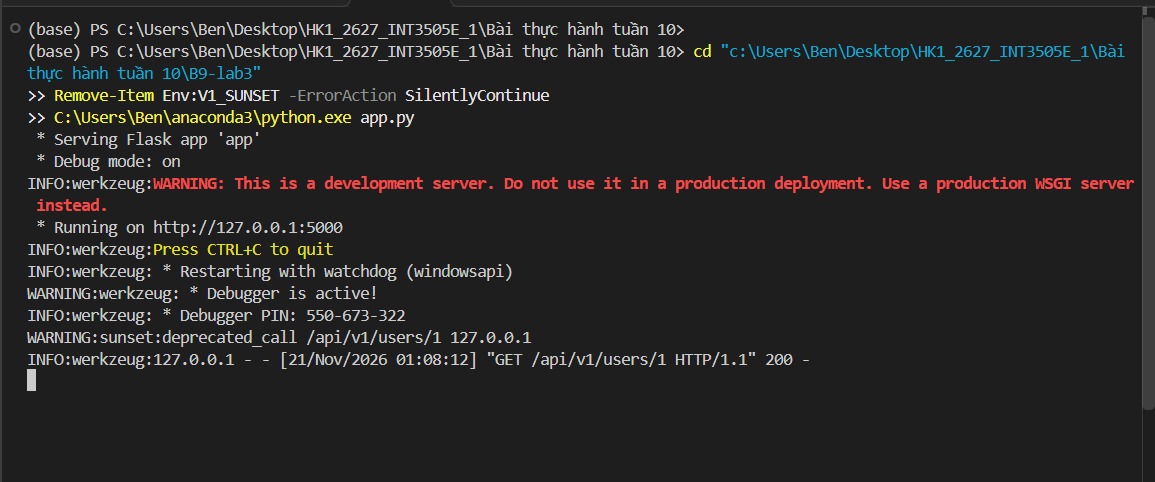 (base) PS C:\Users\Ben\Desktop\HK1_2627_INT3505E_1\Bài thực hành tuần 10>
(base) PS C:\Users\Ben\Desktop\HK1_2627_INT3505E_1\Bài thực hành tuần 10> cd "c:\Users\Ben\Desktop\HK1_2627_INT3505E_1\Bài
thực hành tuần 10\B9-lab3"
>> Remove-Item Env:V1_SUNSET -ErrorAction SilentlyContinue
>> C:\Users\Ben\anaconda3\python.exe app.py
 * Serving Flask app 'app'
 * Debug mode: on
INFO:werkzeug:WARNING: This is a development server. Do not use it in a production deployment. Use a production WSGI server
 instead.
 * Running on http://127.0.0.1:5000
INFO:werkzeug:Press CTRL+C to quit
INFO:werkzeug: * Restarting with watchdog (windowsapi)
WARNING:werkzeug: * Debugger is active!
INFO:werkzeug: * Debugger PIN: 550-673-322
WARNING:sunset:deprecated_call /api/v1/users/1 127.0.0.1
INFO:werkzeug:127.0.0.1 - - [21/Nov/2026 01:08:12] "GET /api/v1/users/1 HTTP/1.1" 200 -